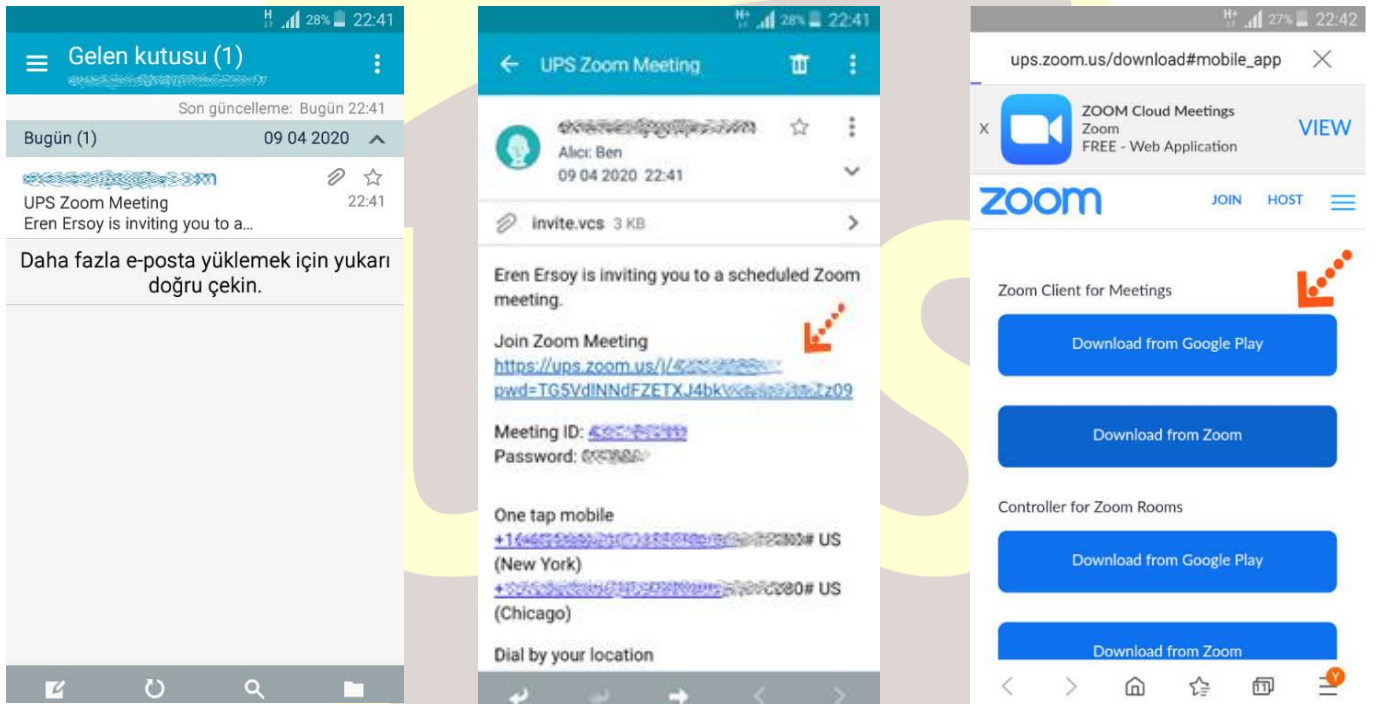 H 28% 22:41
Gelen kutusu (1)
Son güncelleme: Bugün 22:41
Bugün (1) 09 04 2020
UPS Zoom Meeting 22:41
Eren Ersoy is inviting you to a...
Daha fazla e-posta yüklemek için yukarı
doğru çekin.
H+ 28% 22:41
UPS Zoom Meeting
Alıcı: Ben
09 04 2020 22:41
invite.vcs 3 KB
Eren Ersoy is inviting you to a scheduled Zoom
meeting.
Join Zoom Meeting
https://ups.zoom.us/j/
Meeting ID:
Password:
One tap mobile
# US
(New York)
# US
(Chicago)
Dial by your location
H+ 27% 22:42
ups.zoom.us/download#mobile_app
ZOOM Cloud Meetings
X Zoom VIEW
FREE - Web Application
zoom JOIN HOST
Zoom Client for Meetings
Download from Google Play
Download from Zoom
Controller for Zoom Rooms
Download from Google Play
Download from Zoom
11 Y